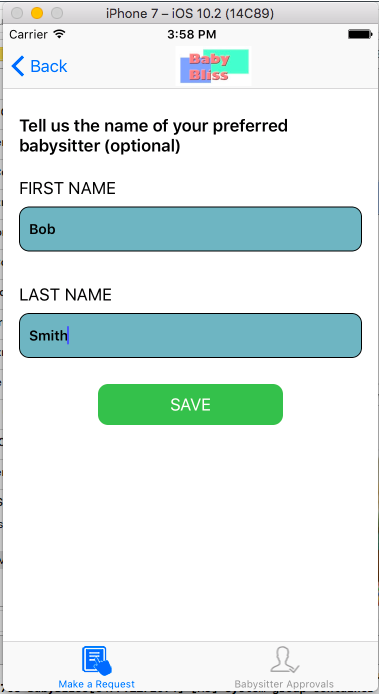 iPhone 7 – iOS 10.2 (14C89)
Carrier 3:58 PM
Back
Baby
Bliss
Tell us the name of your preferred
babysitter (optional)
FIRST NAME
Bob
LAST NAME
Smith
SAVE
Make a Request Babysitter Approvals